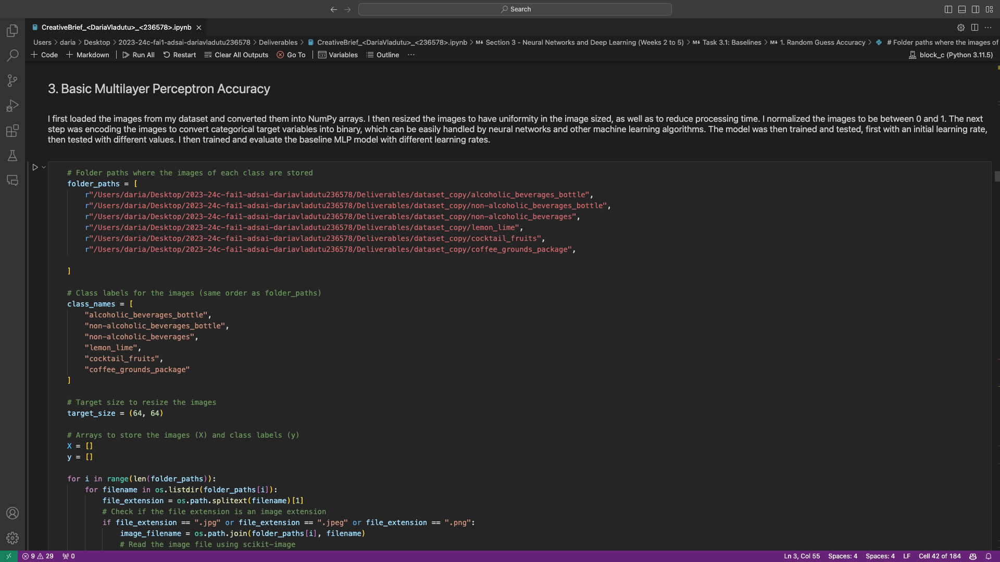 Search
CreativeBrief_<DariaVladutu>_<236578>.ipynb
Users > daria > Desktop > 2023-24c-fai1-adsai-dariavladutu236578 > Deliverables > CreativeBrief_<DariaVladutu>_<236578>.ipynb > M↓ Section 3 - Neural Networks and Deep Learning (Weeks 2 to 5) > M↓ Task 3.1: Baselines > M↓ 1. Random Guess Accuracy > # Folder paths where the images of
+ Code + Markdown Run All Restart Clear All Outputs Go To Variables Outline ··· block_c (Python 3.11.5)
3. Basic Multilayer Perceptron Accuracy
I first loaded the images from my dataset and converted them into NumPy arrays. I then resized the images to have uniformity in the image sized, as well as to reduce processing time. I normalized the images to be between 0 and 1. The next
step was encoding the images to convert categorical target variables into binary, which can be easily handled by neural networks and other machine learning algorithms. The model was then trained and tested, first with an initial learning rate,
then tested with different values. I then trained and evaluate the baseline MLP model with different learning rates.
# Folder paths where the images of each class are stored
folder_paths = [
r"/Users/daria/Desktop/2023-24c-fai1-adsai-dariavladutu236578/Deliverables/dataset_copy/alcoholic_beverages_bottle",
r"/Users/daria/Desktop/2023-24c-fai1-adsai-dariavladutu236578/Deliverables/dataset_copy/non-alcoholic_beverages_bottle",
r"/Users/daria/Desktop/2023-24c-fai1-adsai-dariavladutu236578/Deliverables/dataset_copy/non-alcoholic_beverages",
r"/Users/daria/Desktop/2023-24c-fai1-adsai-dariavladutu236578/Deliverables/dataset_copy/lemon_lime",
r"/Users/daria/Desktop/2023-24c-fai1-adsai-dariavladutu236578/Deliverables/dataset_copy/cocktail_fruits",
r"/Users/daria/Desktop/2023-24c-fai1-adsai-dariavladutu236578/Deliverables/dataset_copy/coffee_grounds_package",
]
# Class labels for the images (same order as folder_paths)
class_names = [
"alcoholic_beverages_bottle",
"non-alcoholic_beverages_bottle",
"non-alcoholic_beverages",
"lemon_lime",
"cocktail_fruits",
"coffee_grounds_package"
]
# Target size to resize the images
target_size = (64, 64)
# Arrays to store the images (X) and class labels (y)
X = []
y = []
for i in range(len(folder_paths)):
for filename in os.listdir(folder_paths[i]):
file_extension = os.path.splitext(filename)[1]
# Check if the file extension is an image extension
if file_extension == ".jpg" or file_extension == ".jpeg" or file_extension == ".png":
image_filename = os.path.join(folder_paths[i], filename)
# Read the image file using scikit-image
9 29 0 Ln 3, Col 55 Spaces: 4 Spaces: 4 LF Cell 42 of 184